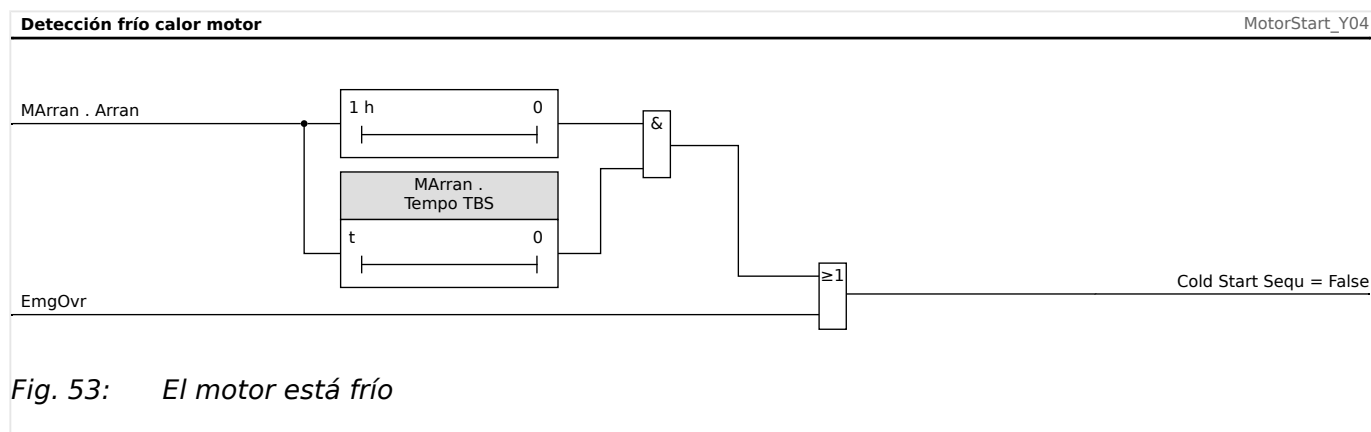 Detección frío calor motor
MotorStart_Y04
MArran . Arran
1 h 0
&
MArran .
Tempo TBS
t 0
≥1
Cold Start Sequ = False
EmgOvr
Fig. 53: El motor está frío